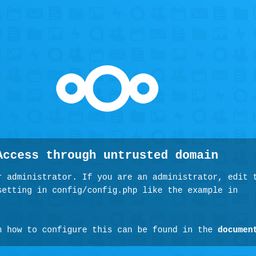 Access through untrusted domain
administrator. If you are an administrator, edit
setting in config/config.php like the example in
how to configure this can be found in the